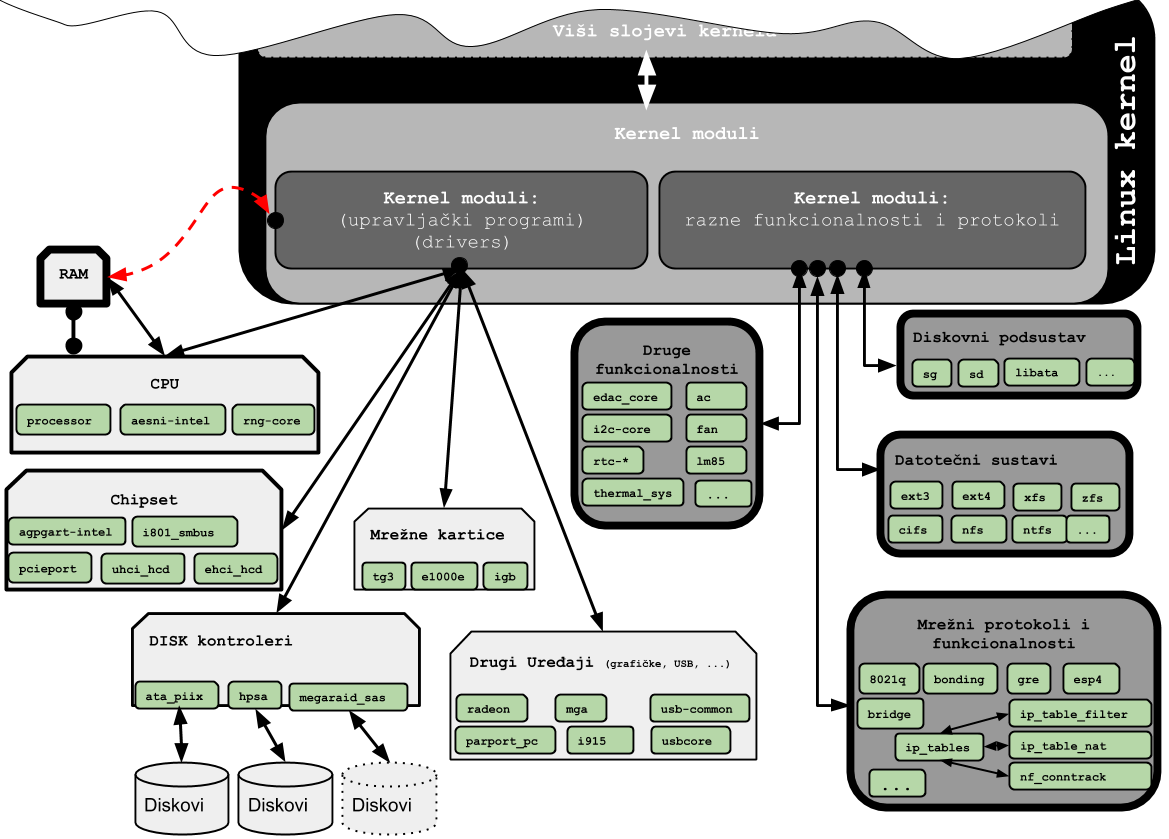 Viši slojevi kernela
Linux kernel
Kernel moduli
Kernel moduli:
(upravljački programi)
(drivers)
Kernel moduli:
razne funkcionalnosti i protokoli
RAM
CPU
processor
aesni-intel
rng-core
Chipset
agpgart-intel
i801_smbus
pcieport
uhci_hcd
ehci_hcd
DISK kontroleri
ata_piix
hpsa
megaraid_sas
Diskovi
Diskovi
Diskovi
Mrežne kartice
tg3
e1000e
igb
Drugi Uređaji (grafičke, USB, ...)
radeon
mga
usb-common
parport_pc
i915
usbcore
Druge
funkcionalnosti
edac_core
ac
i2c-core
fan
rtc-*
lm85
thermal_sys
...
Diskovni podsustav
sg
sd
libata
...
Datotečni sustavi
ext3
ext4
xfs
zfs
cifs
nfs
ntfs
...
Mrežni protokoli i
funkcionalnosti
8021q
bonding
gre
esp4
bridge
ip_table_filter
ip_tables
ip_table_nat
nf_conntrack
...